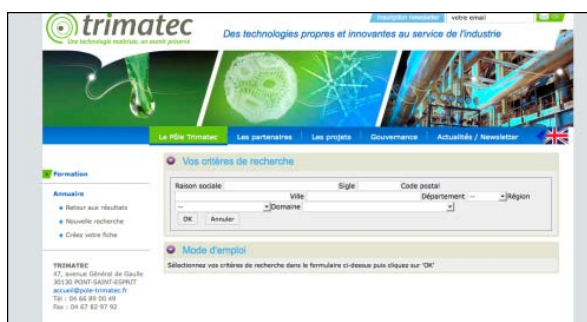 Inscription newsletter votre email OK
trimatec
Une technologie maîtrisée, un avenir préservé
Des technologies propres et innovantes au service de l'industrie
Le Pôle Trimatec Les partenaires Les projets Gouvernance Actualités / Newsletter
Formation
Annuaire
Retour aux résultats
Nouvelle recherche
Créez votre fiche
Vos critères de recherche
Raison sociale Sigle Code postal
Ville Département -- Région
-- Domaine
OK Annuler
Mode d'emploi
Sélectionnez vos critères de recherche dans le formulaire ci-dessus puis cliquez sur "OK"
TRIMATEC
47, avenue Général de Gaulle
30130 PONT-SAINT-ESPRIT
accueil@pole-trimatec.fr
Tél : 04 66 89 00 49
Fax : 04 67 82 97 92